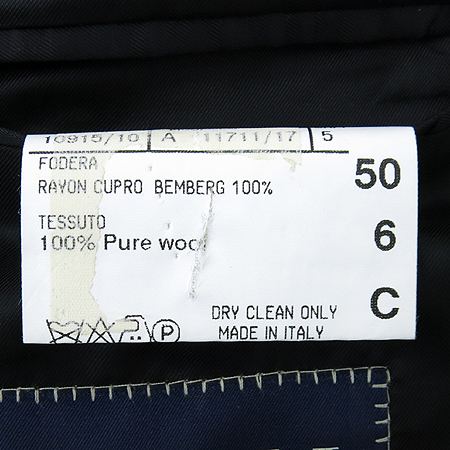 10915/10 A 11711/17 5
FODERA
RAYON CUPRO BEMBERG 100%
50
TESSUTO
100% Pure wool
6
C
DRY CLEAN ONLY
P
MADE IN ITALY